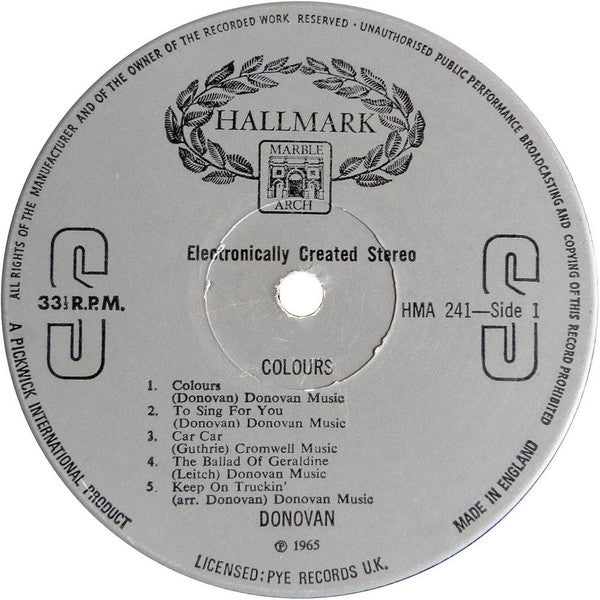 ALL RIGHTS OF THE MANUFACTURER AND OF THE OWNER OF THE RECORDED WORK RESERVED · UNAUTHORISED PUBLIC PERFORMANCE BROADCASTING AND COPYING OF THIS RECORD PROHIBITED
HALLMARK
MARBLE
ARCH
Electronically Created Stereo
S
S
33⅓ R.P.M.
HMA 241—Side 1
COLOURS
1. Colours
(Donovan) Donovan Music
2. To Sing For You
(Donovan) Donovan Music
3. Car Car
(Guthrie) Cromwell Music
4. The Ballad Of Geraldine
(Leitch) Donovan Music
5. Keep On Truckin'
(arr. Donovan) Donovan Music
DONOVAN
℗ 1965
A PICKWICK INTERNATIONAL PRODUCT
LICENSED: PYE RECORDS U.K.
MADE IN ENGLAND